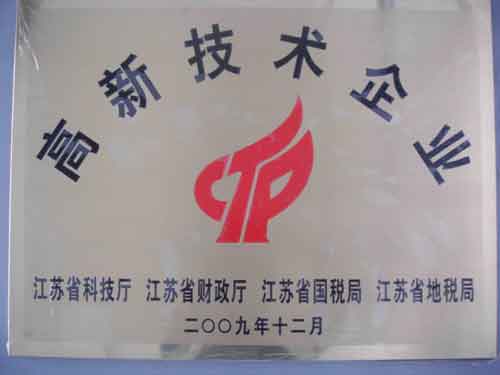 高新技术企业
CTP
江苏省科技厅 江苏省财政厅 江苏省国税局 江苏省地税局
二〇〇九年十二月